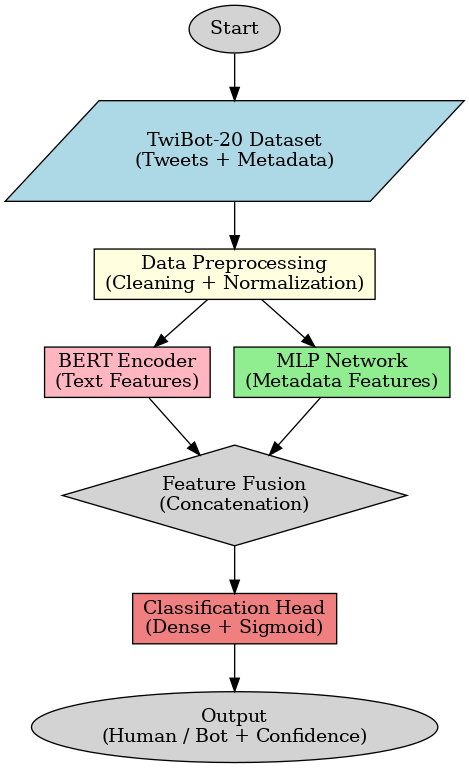 Start
TwiBot-20 Dataset
(Tweets + Metadata)
Data Preprocessing
(Cleaning + Normalization)
BERT Encoder
(Text Features)
MLP Network
(Metadata Features)
Feature Fusion
(Concatenation)
Classification Head
(Dense + Sigmoid)
Output
(Human / Bot + Confidence)